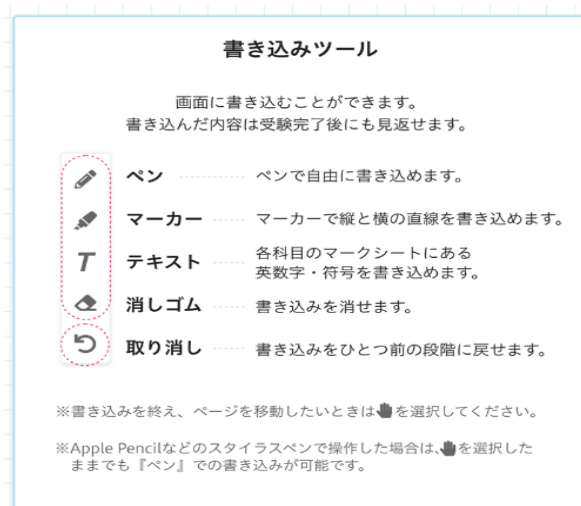 書き込みツール
画面に書き込むことができます。
書き込んだ内容は受験完了後にも見返せます。
ペン ペンで自由に書き込めます。
マーカー マーカーで縦と横の直線を書き込めます。
テキスト 各科目のマークシートにある
英数字・符号を書き込めます。
消しゴム 書き込みを消せます。
取り消し 書き込みをひとつ前の段階に戻せます。
※書き込みを終え、ページを移動したいときは を選択してください。
※Apple Pencilなどのスタイラスペンで操作した場合は、 を選択した
ままでも『ペン』での書き込みが可能です。